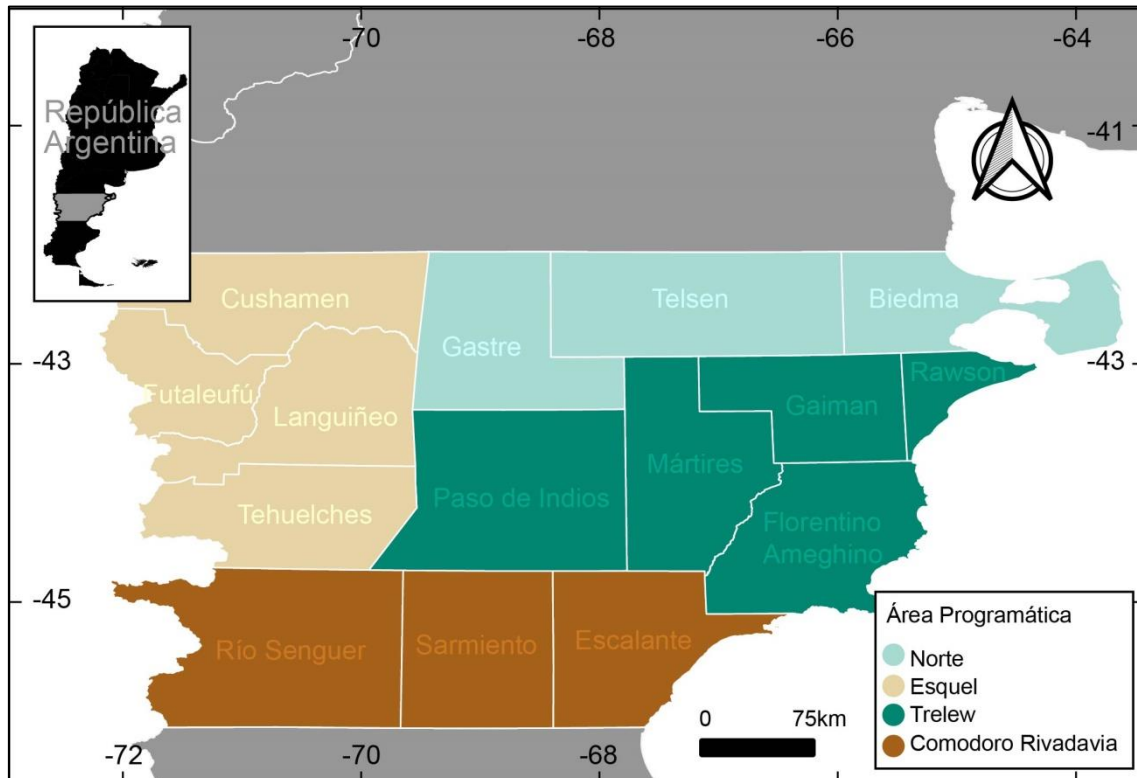 -70
-68
-66
-64
República
Argentina
-41
Cushamen
Telsen
Biedma
Gastre
-43
-43
Rawson
Futaleufú
Languiñeo
Gaiman
Mártires
Paso de Indios
Tehuelches
Florentino
Ameghino
-45
Río Senguer
Sarmiento
Escalante
Área Programática
Norte
Esquel
Trelew
Comodoro Rivadavia
0
75km
-72
-70
-68